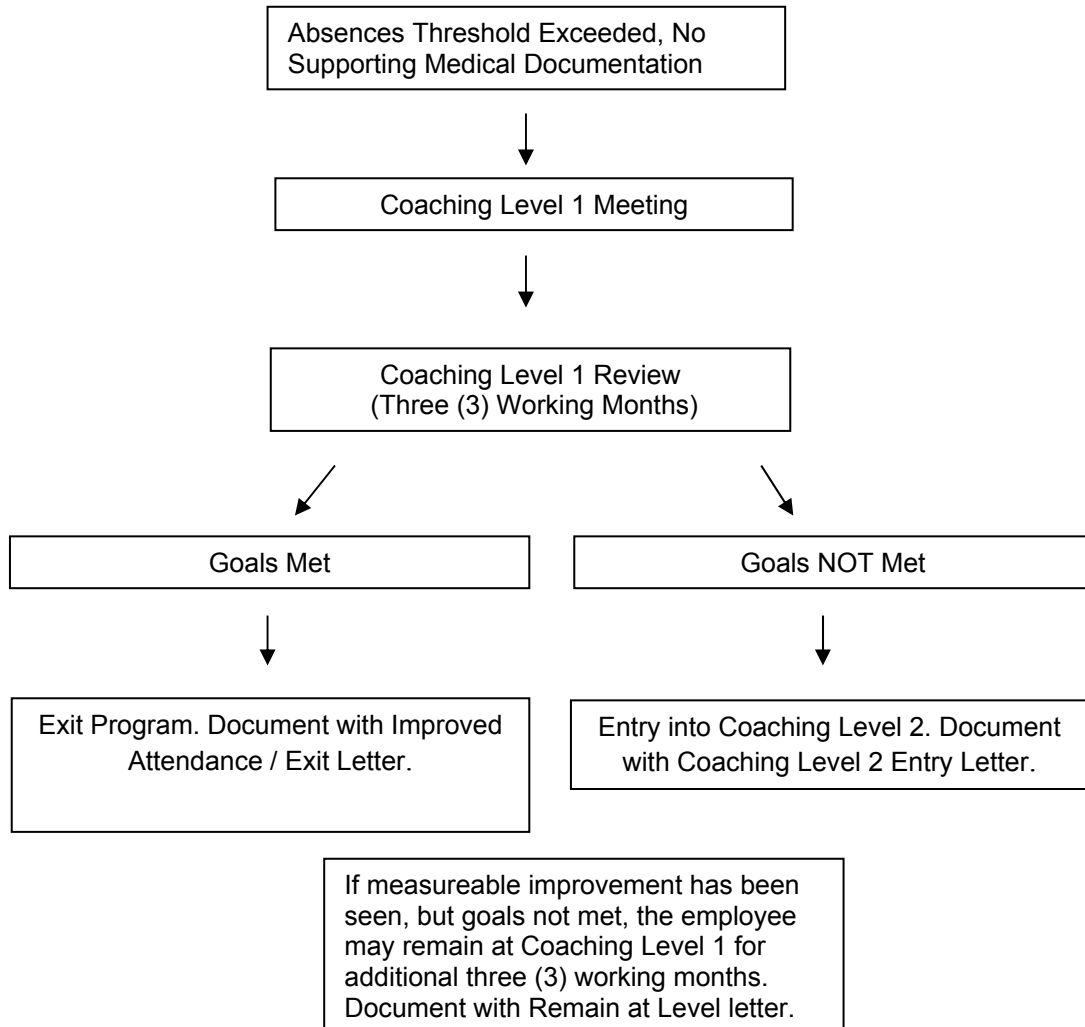 Absences Threshold Exceeded, No
Supporting Medical Documentation
Coaching Level 1 Meeting
Coaching Level 1 Review
(Three (3) Working Months)
Goals Met
Goals NOT Met
Exit Program. Document with Improved
Attendance / Exit Letter.
Entry into Coaching Level 2. Document
with Coaching Level 2 Entry Letter.
If measureable improvement has been
seen, but goals not met, the employee
may remain at Coaching Level 1 for
additional three (3) working months.
Document with Remain at Level letter.